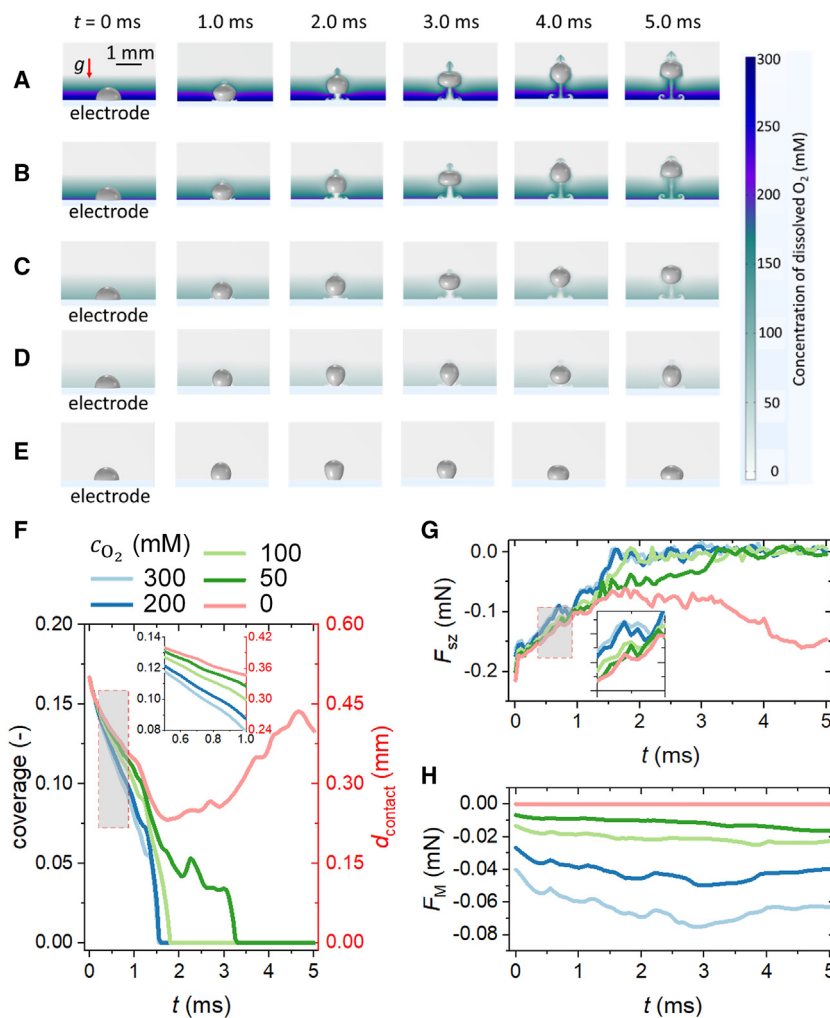 t = 0 ms 1.0 ms 2.0 ms 3.0 ms 4.0 ms 5.0 ms
A
g 1 mm
electrode
B
electrode
C
electrode
D
electrode
E
electrode
300
250
200
150
100
50
0
Concentration of dissolved O₂ (mM)
F
c_O₂ (mM)
300
200
100
50
0
0.20
0.15
0.10
0.05
0.00
coverage (-)
0.14
0.12
0.10
0.08
0.42
0.36
0.30
0.24
0.6 0.8 1.0
0.60
0.45
0.30
0.15
0.00
d_contact (mm)
0 1 2 3 4 5
t (ms)
G
0.0
-0.1
-0.2
F_sz (mN)
0 1 2 3 4 5
t (ms)
H
0.00
-0.02
-0.04
-0.06
-0.08
F_M (mN)
0 1 2 3 4 5
t (ms)